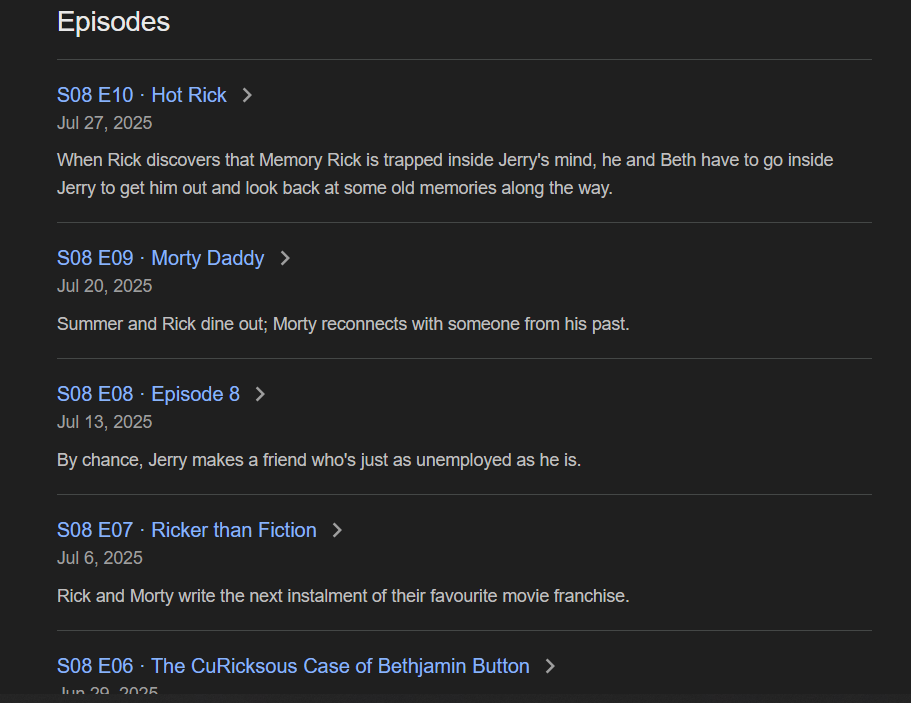 Episodes
S08 E10 · Hot Rick
Jul 27, 2025
When Rick discovers that Memory Rick is trapped inside Jerry's mind, he and Beth have to go inside
Jerry to get him out and look back at some old memories along the way.
S08 E09 · Morty Daddy
Jul 20, 2025
Summer and Rick dine out; Morty reconnects with someone from his past.
S08 E08 · Episode 8
Jul 13, 2025
By chance, Jerry makes a friend who's just as unemployed as he is.
S08 E07 · Ricker than Fiction
Jul 6, 2025
Rick and Morty write the next instalment of their favourite movie franchise.
S08 E06 · The CuRicksous Case of Bethjamin Button
Jun 29, 2025